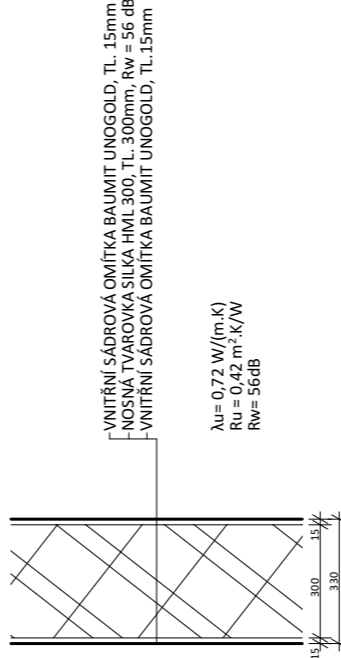 VNITŘNÍ SÁDROVÁ OMÍTKA BAUMIT UNOGOLD, TL. 15mm
NOSNÁ TVAROVKA SILKA HML 300, TL. 300mm, Rw = 56 dB
VNITŘNÍ SÁDROVÁ OMÍTKA BAUMIT UNOGOLD, TL.15mm
λu= 0,72 W/(m.K)
Ru = 0,42 m².K/W
Rw= 56dB
15 300 15
330